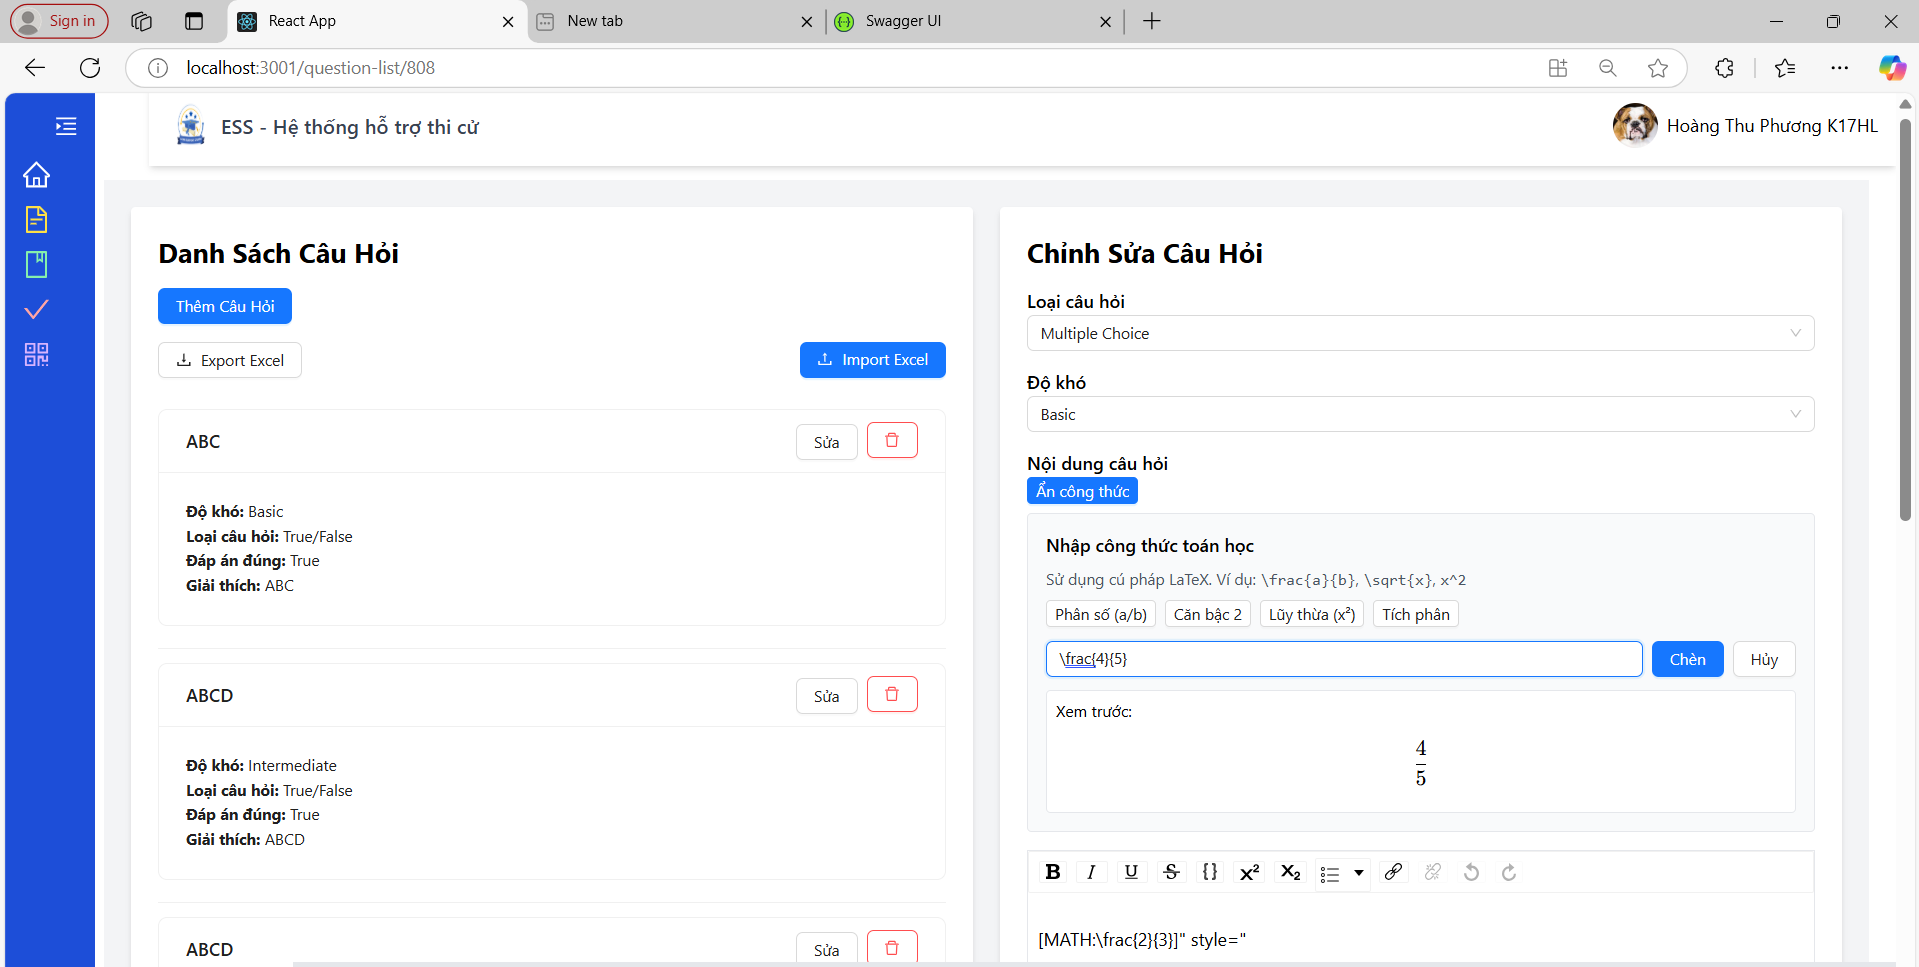 Sign in
React App
New tab
Swagger UI
localhost:3001/question-list/808
ESS - Hệ thống hỗ trợ thi cử
Hoàng Thu Phương K17HL
Danh Sách Câu Hỏi
Thêm Câu Hỏi
Export Excel
Import Excel
ABC
Sửa
Độ khó: Basic
Loại câu hỏi: True/False
Đáp án đúng: True
Giải thích: ABC
ABCD
Sửa
Độ khó: Intermediate
Loại câu hỏi: True/False
Đáp án đúng: True
Giải thích: ABCD
ABCD
Sửa
Chỉnh Sửa Câu Hỏi
Loại câu hỏi
Multiple Choice
Độ khó
Basic
Nội dung câu hỏi
Ẩn công thức
Nhập công thức toán học
Sử dụng cú pháp LaTeX. Ví dụ: \frac{a}{b}, \sqrt{x}, x^2
Phân số (a/b)
Căn bậc 2
Lũy thừa (x²)
Tích phân
\frac{4}{5}
Chèn
Hủy
Xem trước:
4
5
B I U S {} x² X₂
[MATH:\frac{2}{3}]" style="